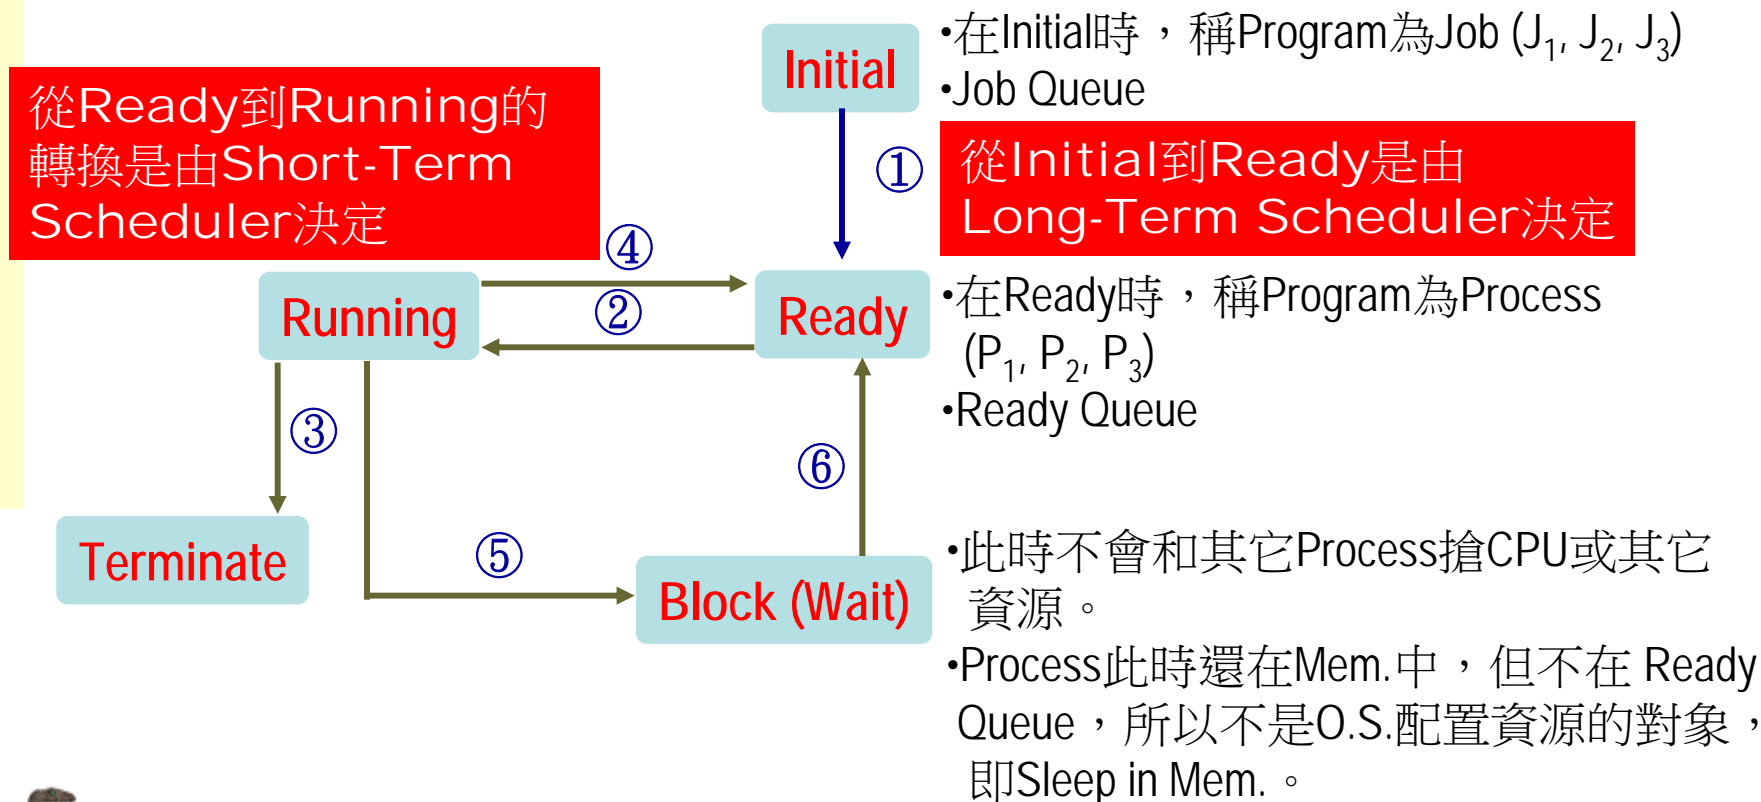 Initial
•在Initial時，稱Program為Job (J1, J2, J3)
•Job Queue
從Ready到Running的
轉換是由Short-Term
Scheduler決定
①
從Initial到Ready是由
Long-Term Scheduler決定
④
Running
②
Ready
•在Ready時，稱Program為Process
(P1, P2, P3)
•Ready Queue
③
⑥
Terminate
⑤
Block (Wait)
•此時不會和其它Process搶CPU或其它
資源。
•Process此時還在Mem.中，但不在 Ready
Queue，所以不是O.S.配置資源的對象，
即Sleep in Mem.。